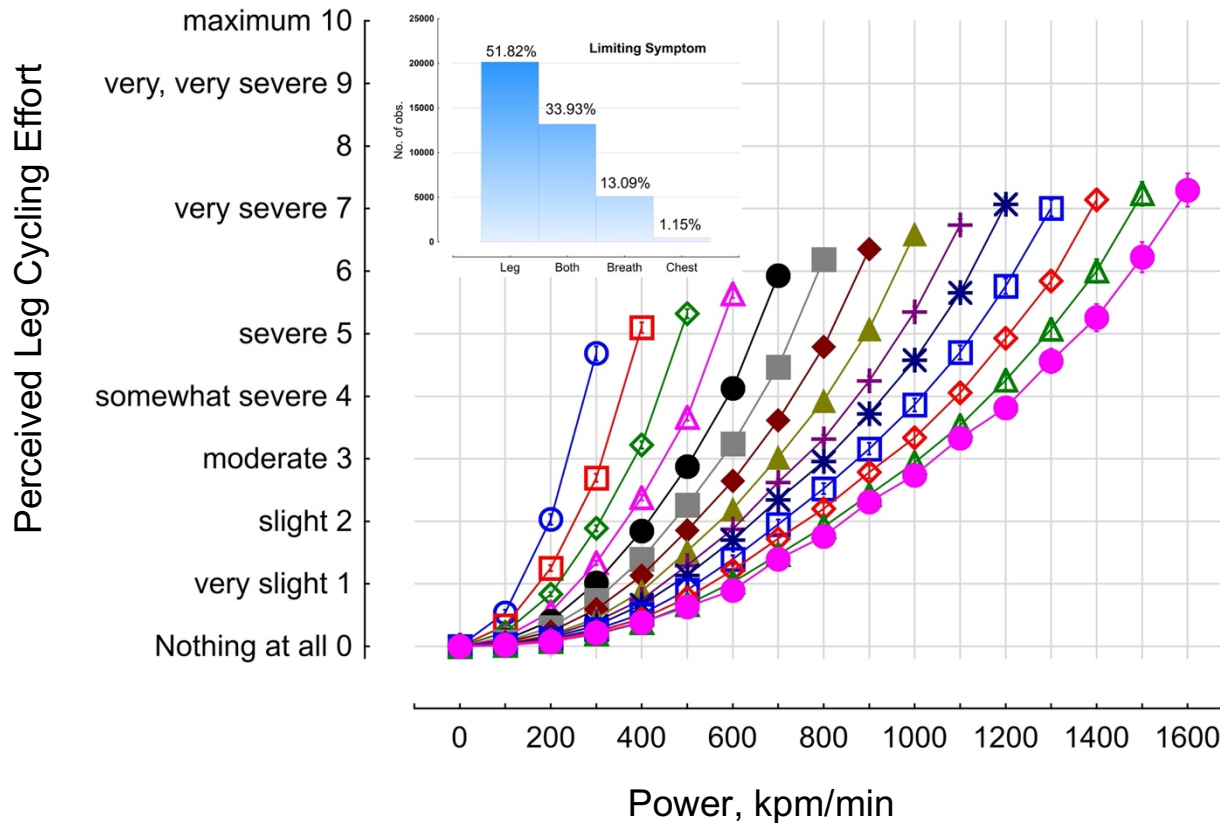 Perceived Leg Cycling Effort
maximum 10
very, very severe 9
8
very severe 7
6
severe 5
somewhat severe 4
moderate 3
slight 2
very slight 1
Nothing at all 0
Limiting Symptom
No. of obs.
25000
20000
15000
10000
5000
0
51.82%
33.93%
13.09%
1.15%
Leg Both Breath Chest
0 200 400 600 800 1000 1200 1400 1600
Power, kpm/min